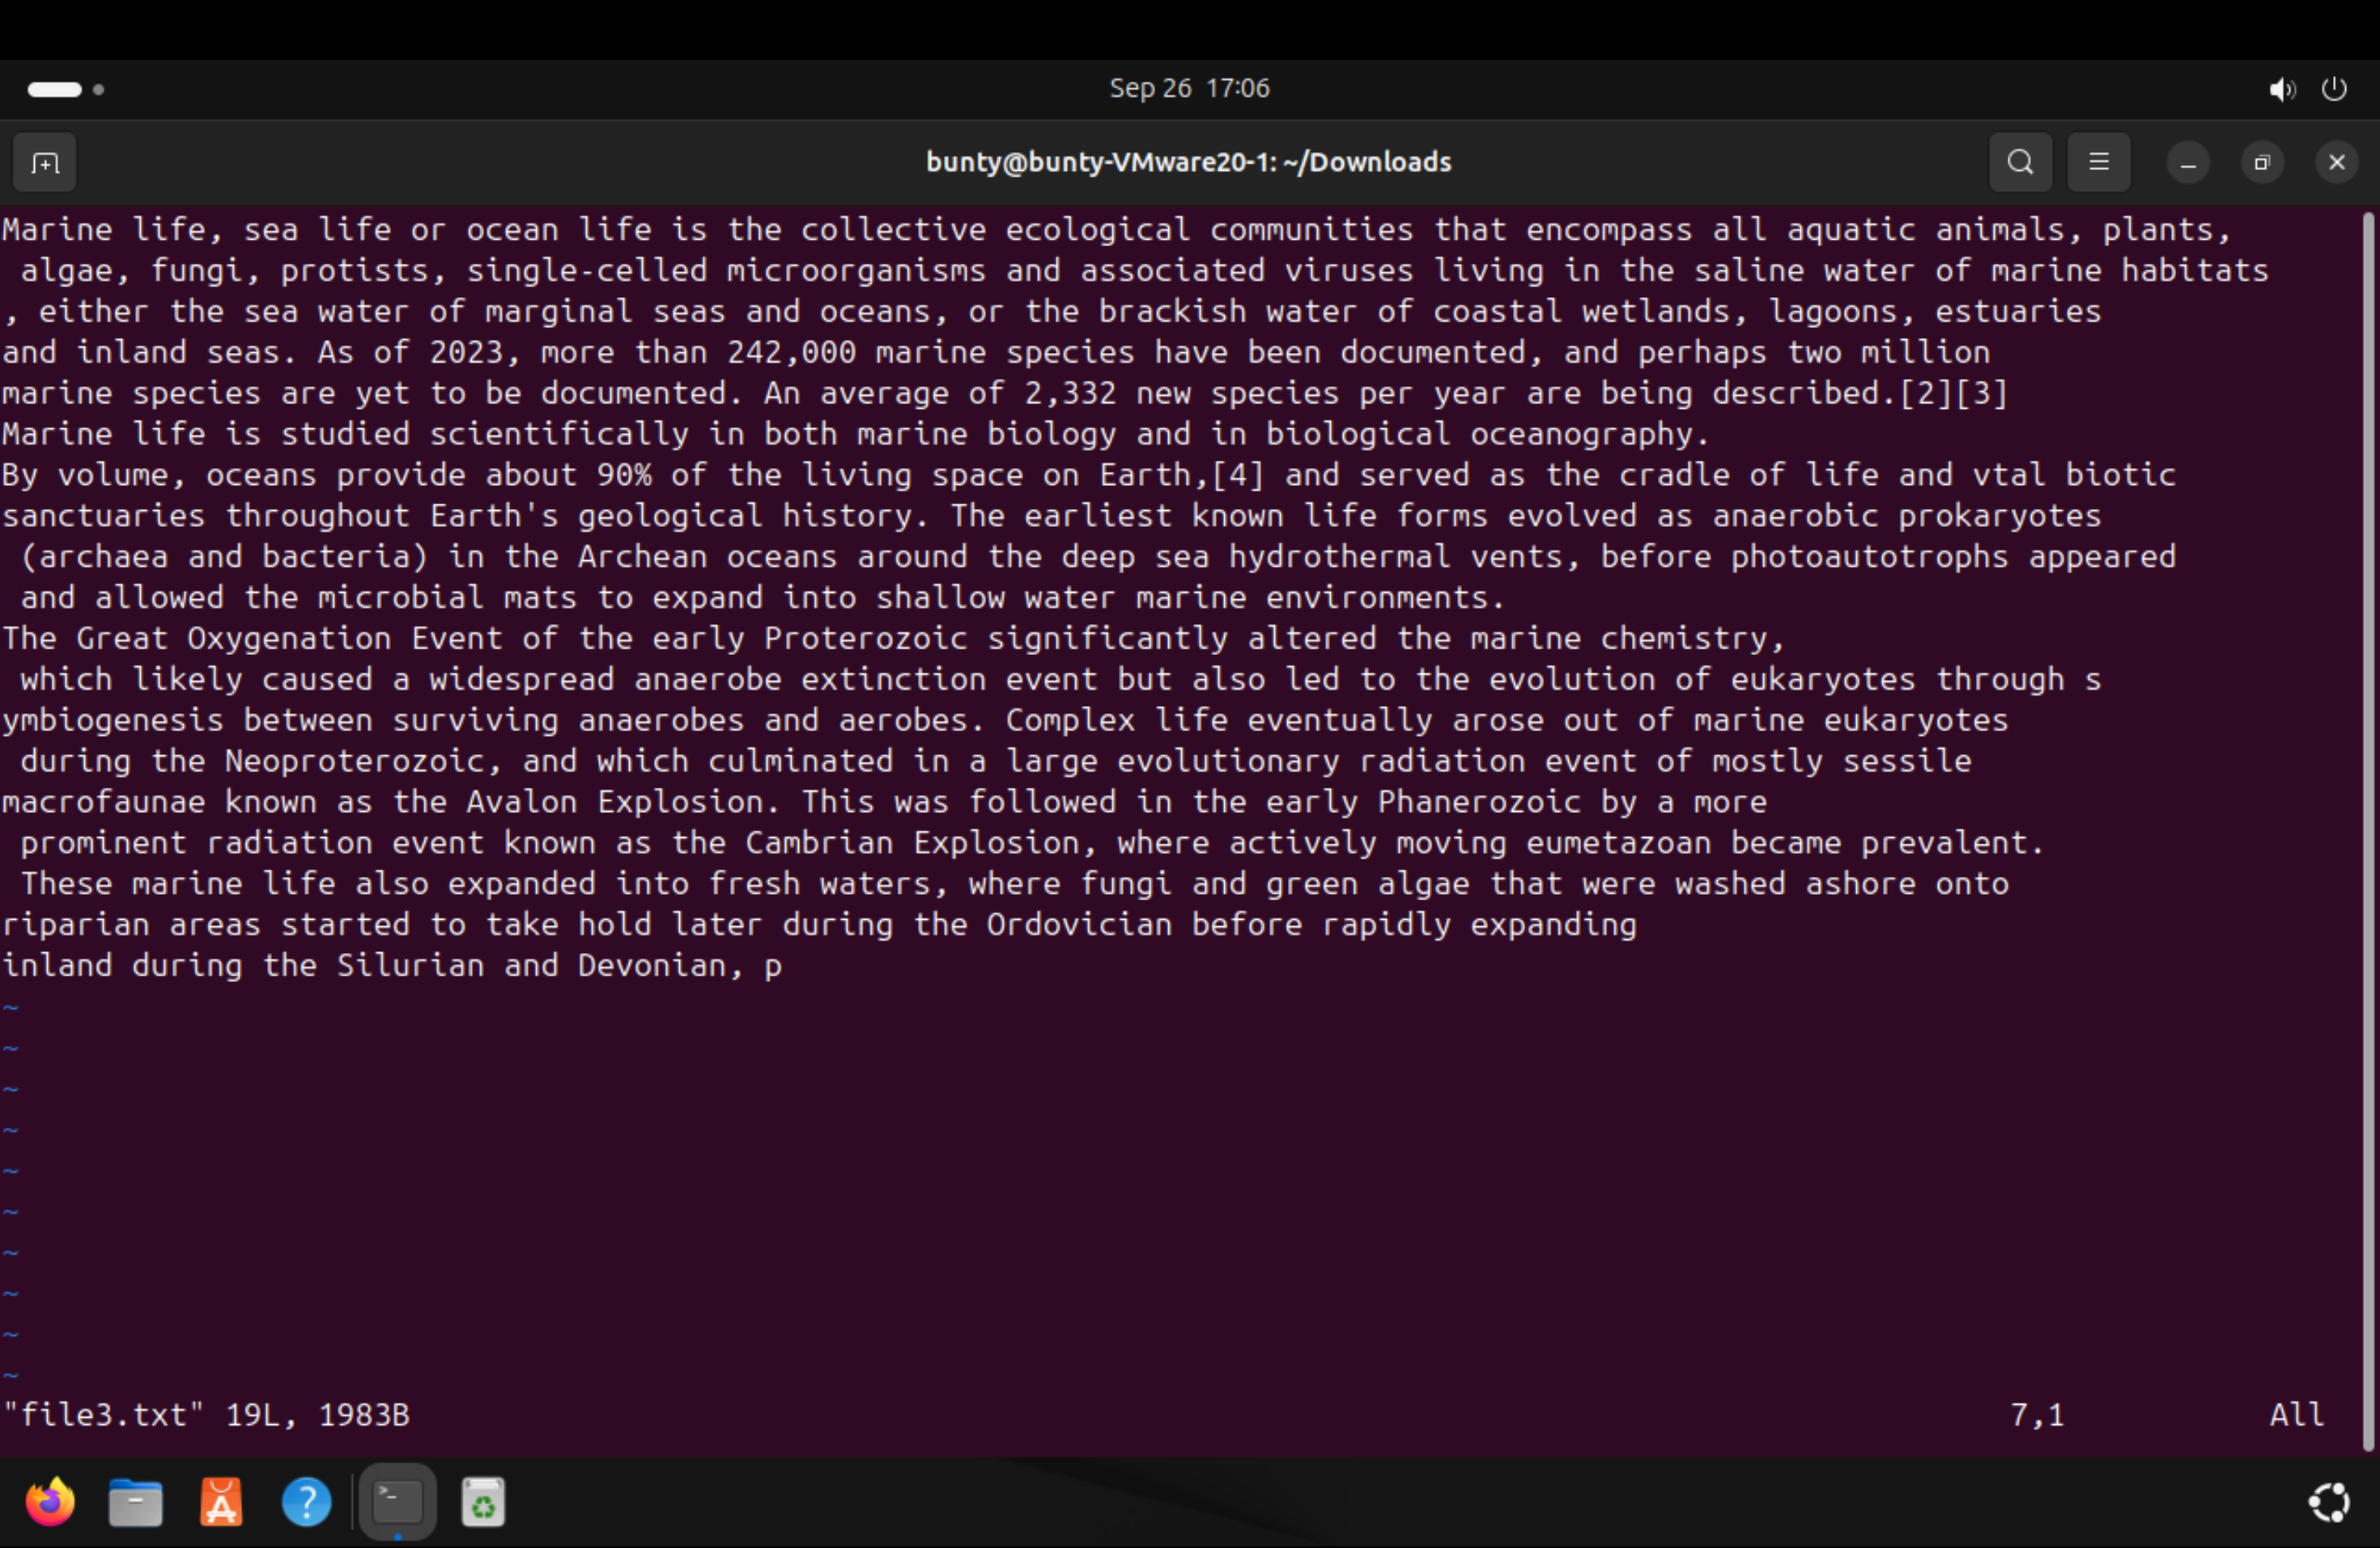 Sep 26 17:06
bunty@bunty-VMware20-1: ~/Downloads
Marine life, sea life or ocean life is the collective ecological communities that encompass all aquatic animals, plants,
 algae, fungi, protists, single-celled microorganisms and associated viruses living in the saline water of marine habitats
, either the sea water of marginal seas and oceans, or the brackish water of coastal wetlands, lagoons, estuaries
and inland seas. As of 2023, more than 242,000 marine species have been documented, and perhaps two million
marine species are yet to be documented. An average of 2,332 new species per year are being described.[2][3]
Marine life is studied scientifically in both marine biology and in biological oceanography.
By volume, oceans provide about 90% of the living space on Earth,[4] and served as the cradle of life and vtal biotic
sanctuaries throughout Earth's geological history. The earliest known life forms evolved as anaerobic prokaryotes
 (archaea and bacteria) in the Archean oceans around the deep sea hydrothermal vents, before photoautotrophs appeared
 and allowed the microbial mats to expand into shallow water marine environments.
The Great Oxygenation Event of the early Proterozoic significantly altered the marine chemistry,
 which likely caused a widespread anaerobe extinction event but also led to the evolution of eukaryotes through s
ymbiogenesis between surviving anaerobes and aerobes. Complex life eventually arose out of marine eukaryotes
 during the Neoproterozoic, and which culminated in a large evolutionary radiation event of mostly sessile
macrofaunae known as the Avalon Explosion. This was followed in the early Phanerozoic by a more
 prominent radiation event known as the Cambrian Explosion, where actively moving eumetazoan became prevalent.
 These marine life also expanded into fresh waters, where fungi and green algae that were washed ashore onto
riparian areas started to take hold later during the Ordovician before rapidly expanding
inland during the Silurian and Devonian, p
~
~
~
~
~
~
~
~
~
~
"file3.txt" 19L, 1983B 7,1 All